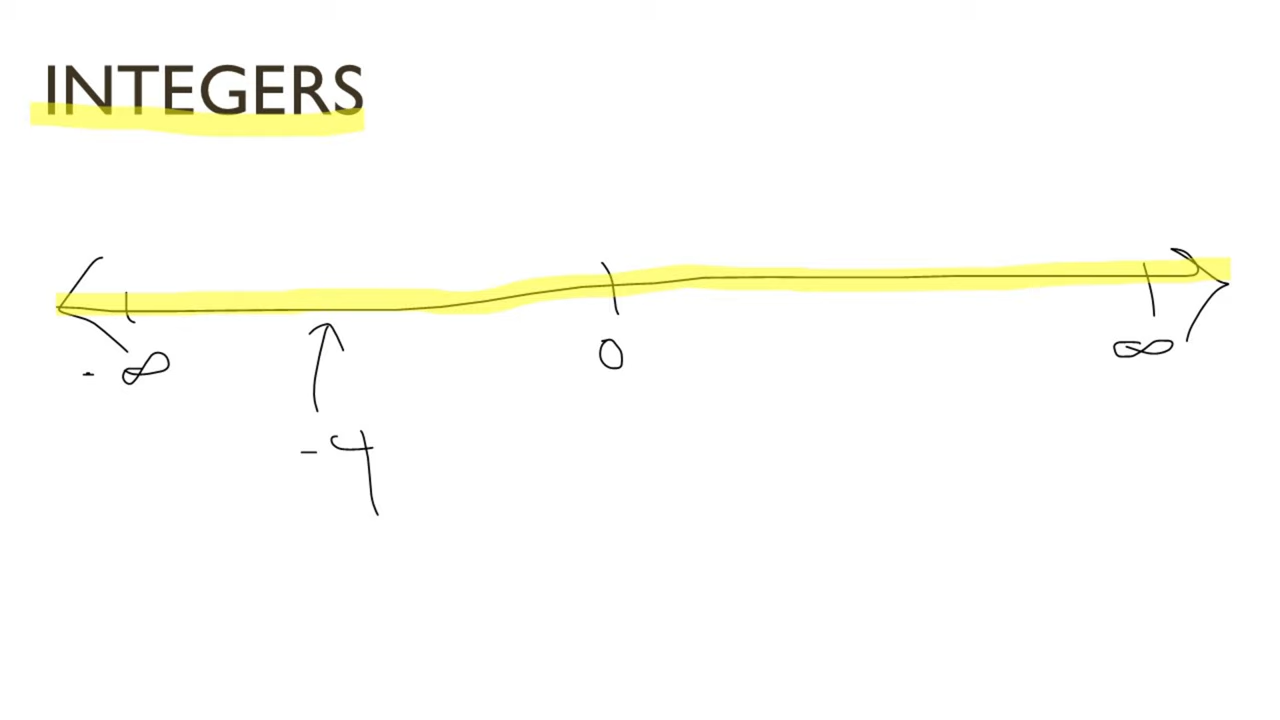 INTEGERS
- ∞ 0 ∞
-4